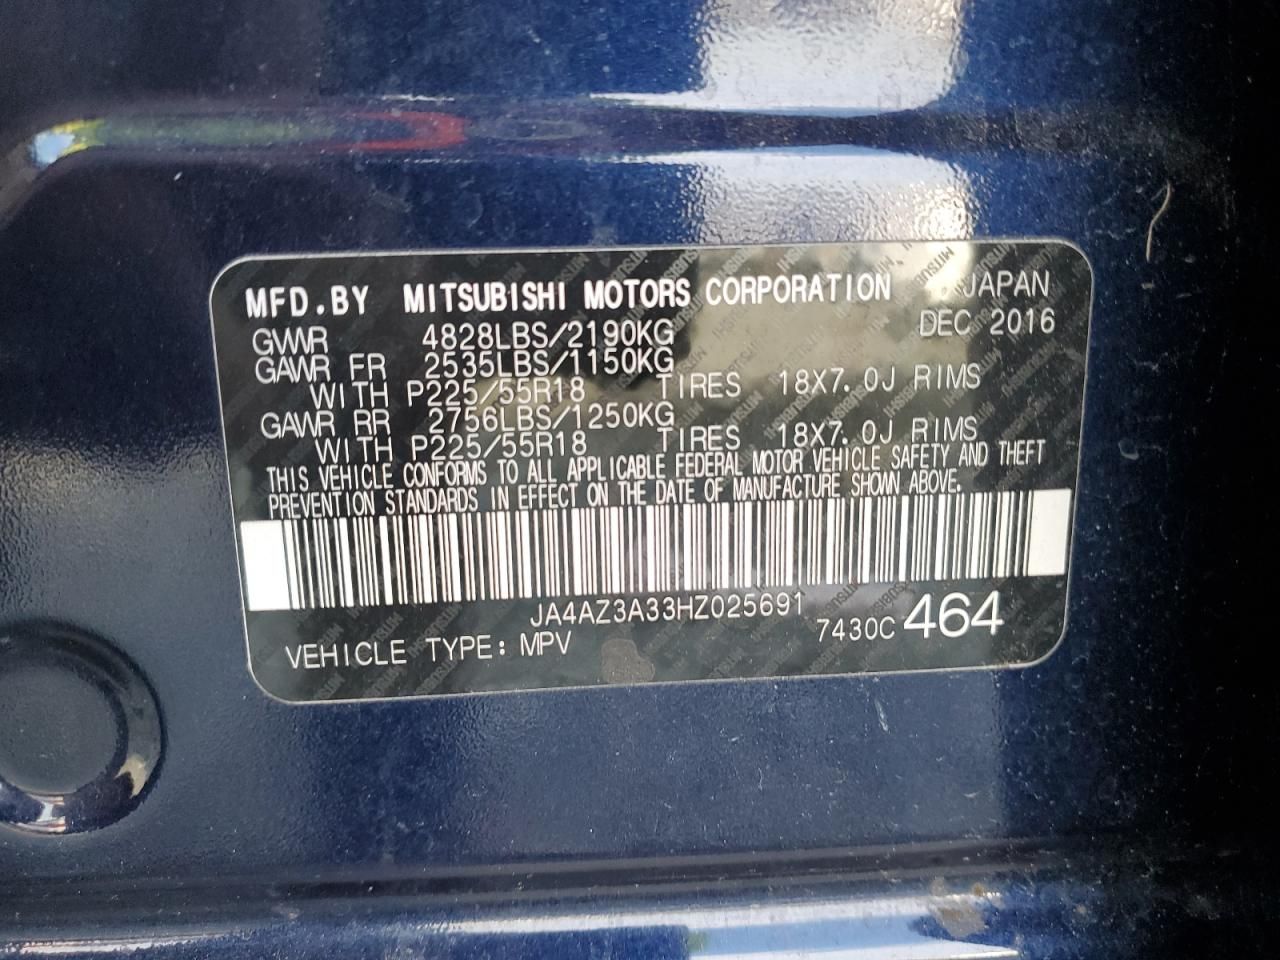 MFD.BY MITSUBISHI MOTORS CORPORATION JAPAN
GVWR 4828LBS/2190KG DEC 2016
GAWR FR 2535LBS/1150KG
WITH P225/55R18 TIRES 18X7.0J RIMS
GAWR RR 2756LBS/1250KG
WITH P225/55R18 TIRES 18X7.0J RIMS
THIS VEHICLE CONFORMS TO ALL APPLICABLE FEDERAL MOTOR VEHICLE SAFETY AND THEFT
PREVENTION STANDARDS IN EFFECT ON THE DATE OF MANUFACTURE SHOWN ABOVE.
JA4AZ3A33HZ025691
VEHICLE TYPE: MPV 7430C 464